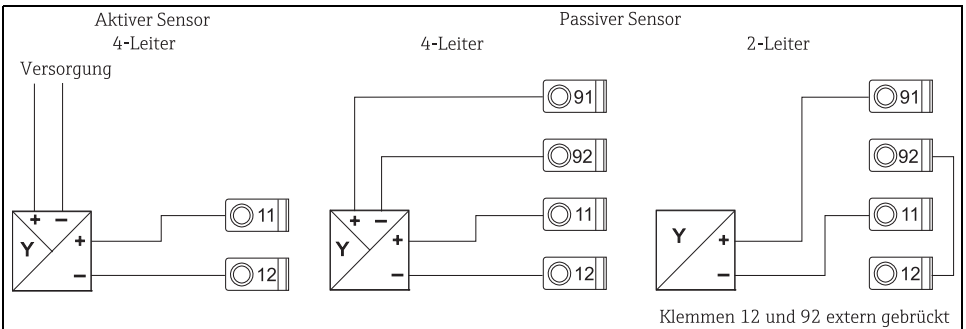 Aktiver Sensor
Passiver Sensor
4-Leiter
4-Leiter
2-Leiter
Versorgung
91
91
92
92
+ −
+ −
11
11
11
Y
+
Y
+
Y
+
−
12
−
12
−
12
Klemmen 12 und 92 extern gebrückt